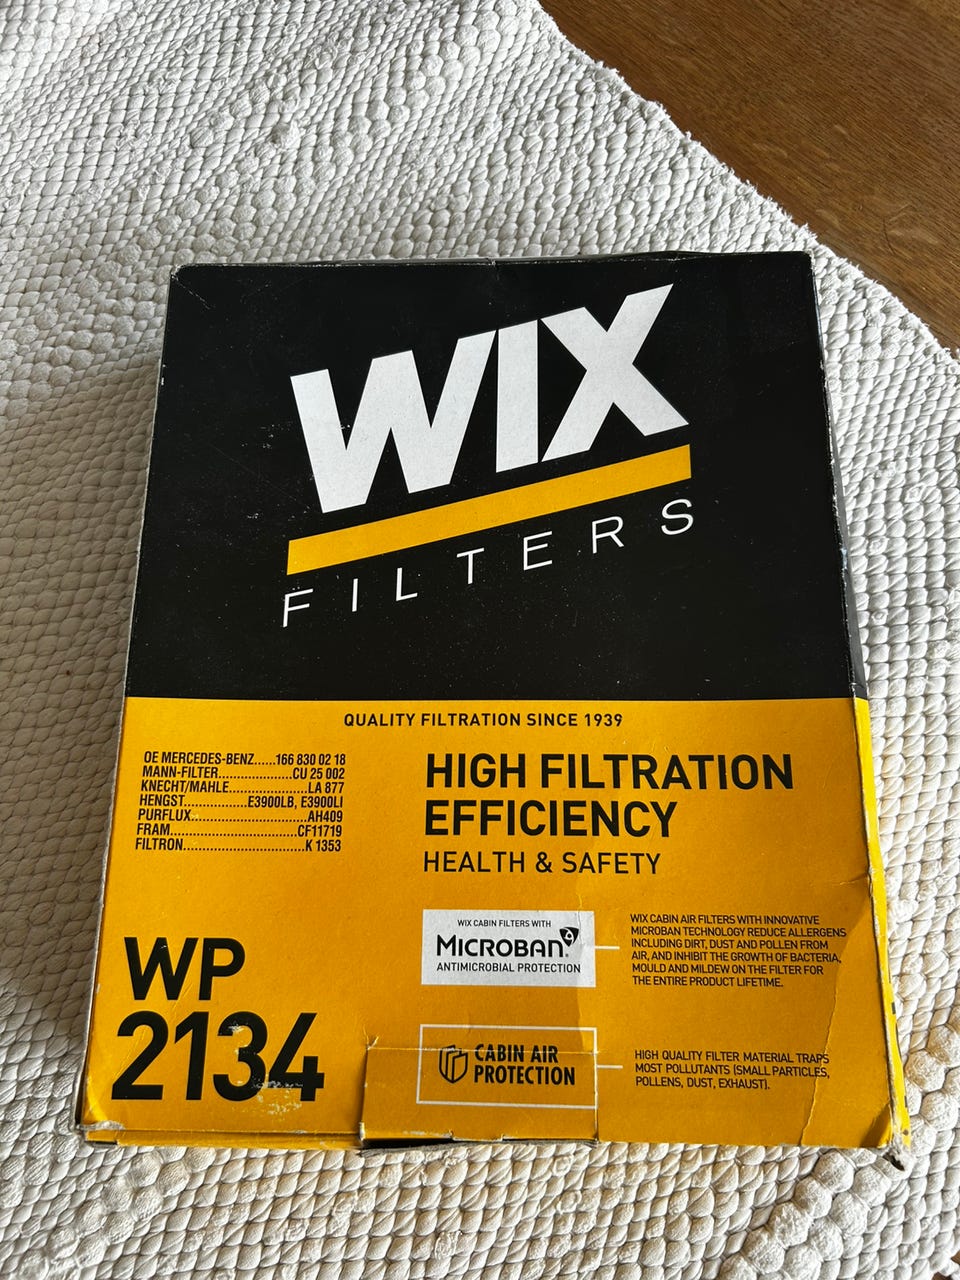 WIX
FILTERS
QUALITY FILTRATION SINCE 1939
OE MERCEDES-BENZ......166 830 02 18
MANN-FILTER..................CU 25 002
KNECHT/MAHLE....................LA 877
HENGST................E3900LB, E3900LI
PURFLUX.............................AH409
FRAM................................CF11719
FILTRON..............................K 1353
HIGH FILTRATION
EFFICIENCY
HEALTH & SAFETY
WIX CABIN FILTERS WITH
MICROBAN®
ANTIMICROBIAL PROTECTION
WIX CABIN AIR FILTERS WITH INNOVATIVE
MICROBAN TECHNOLOGY REDUCE ALLERGENS
INCLUDING DIRT, DUST AND POLLEN FROM
AIR, AND INHIBIT THE GROWTH OF BACTERIA,
MOULD AND MILDEW ON THE FILTER FOR
THE ENTIRE PRODUCT LIFETIME.
WP
2134
CABIN AIR
PROTECTION
HIGH QUALITY FILTER MATERIAL TRAPS
MOST POLLUTANTS (SMALL PARTICLES,
POLLENS, DUST, EXHAUST).